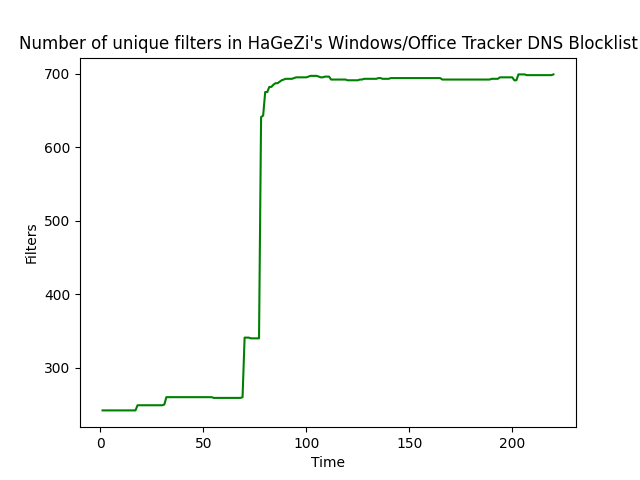 Number of unique filters in HaGeZi's Windows/Office Tracker DNS Blocklist
700
600
500
400
300
Filters
0 50 100 150 200
Time